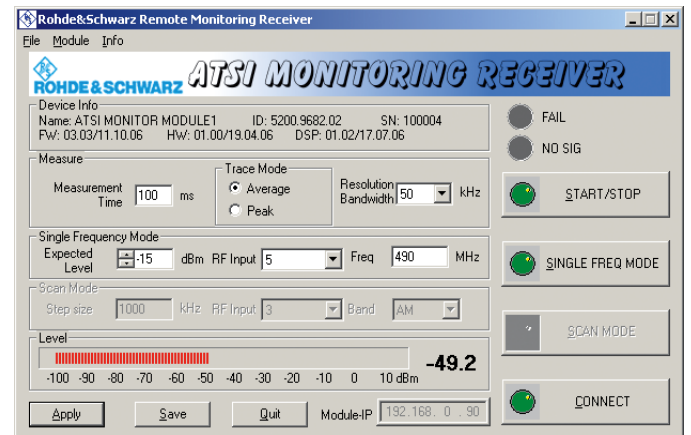 Rohde&Schwarz Remote Monitoring Receiver
File Module Info
ROHDE & SCHWARZ
ATSI MONITORING RECEIVER
Device Info
Name: ATSI MONITOR MODULE1 ID: 5200.9682.02 SN: 100004
FW: 03.03/11.10.06 HW: 01.00/19.04.06 DSP: 01.02/17.07.06
FAIL
NO SIG
Measure
Measurement Time 100 ms
Trace Mode
Average
Peak
Resolution Bandwidth 50 kHz
START/STOP
Single Frequency Mode
Expected Level -15 dBm RF Input 5 Freq 490 MHz
SINGLE FREQ MODE
Scan Mode
Step size 1000 kHz RF Input 3 Band AM
SCAN MODE
Level
-49.2
-100 -90 -80 -70 -60 -50 -40 -30 -20 -10 0 10 dBm
Apply Save Quit Module-IP 192.168. 0 . 90
CONNECT